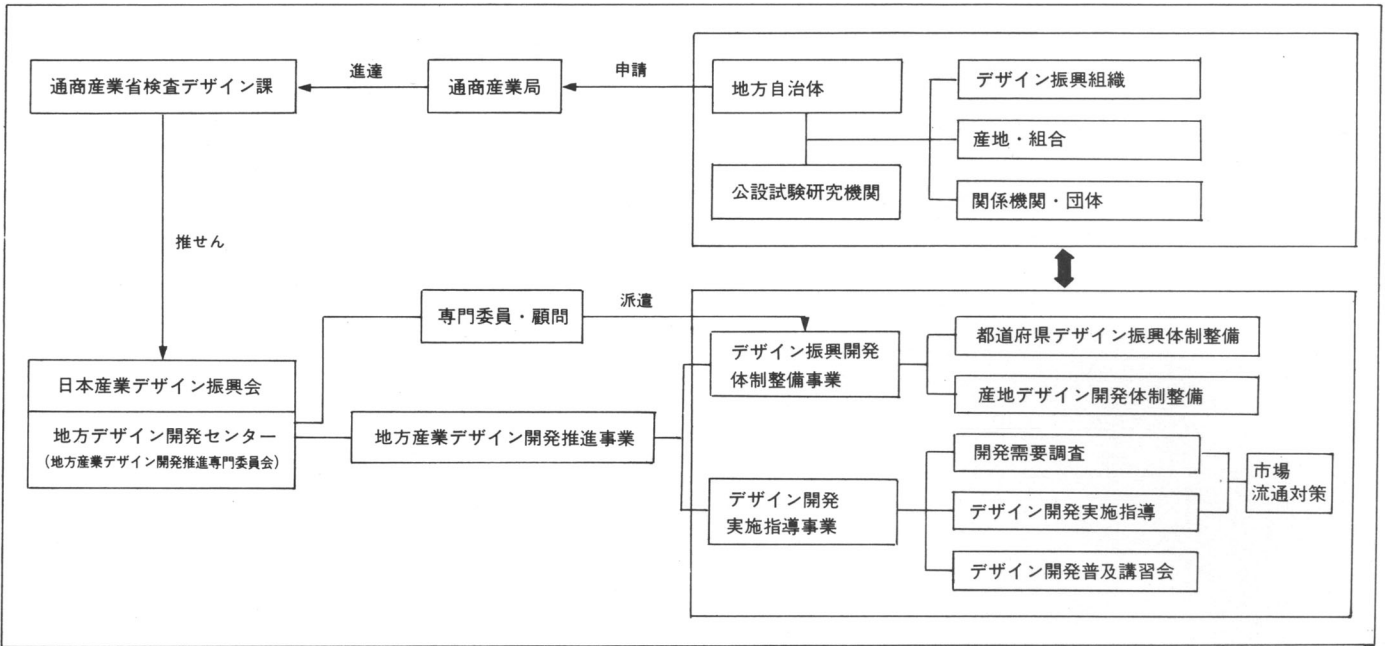 通商産業省検査デザイン課
進達
通商産業局
申請
地方自治体
公設試験研究機関
デザイン振興組織
産地・組合
関係機関・団体
推せん
専門委員・顧問
派遣
日本産業デザイン振興会
地方デザイン開発センター
(地方産業デザイン開発推進専門委員会)
地方産業デザイン開発推進事業
デザイン振興開発
体制整備事業
都道府県デザイン振興体制整備
産地デザイン開発体制整備
デザイン開発
実施指導事業
開発需要調査
デザイン開発実施指導
デザイン開発普及講習会
市場
流通対策